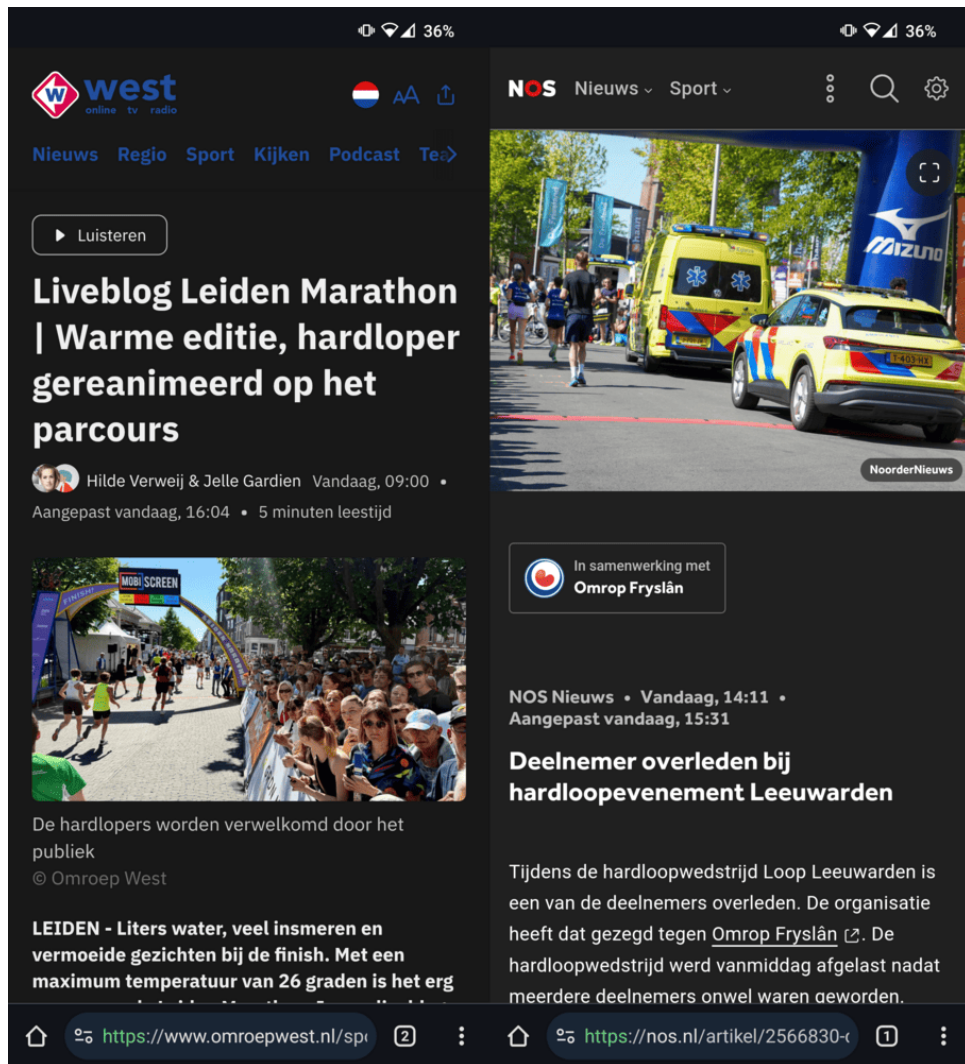 36%
west
online tv radio
AA
Nieuws Regio Sport Kijken Podcast Tea
Luisteren
Liveblog Leiden Marathon
| Warme editie, hardloper
gereanimeerd op het
parcours
Hilde Verweij & Jelle Gardien Vandaag, 09:00 •
Aangepast vandaag, 16:04 • 5 minuten leestijd
MOBI SCREEN
FINISH!
De hardlopers worden verwelkomd door het
publiek
© Omroep West
LEIDEN - Liters water, veel insmeren en
vermoeide gezichten bij de finish. Met een
maximum temperatuur van 26 graden is het erg
https://www.omroepwest.nl/spo
2
36%
NOS Nieuws Sport
MIZUNO
T-403-HX
NoorderNieuws
In samenwerking met
Omrop Fryslân
NOS Nieuws • Vandaag, 14:11 •
Aangepast vandaag, 15:31
Deelnemer overleden bij
hardloopevenement Leeuwarden
Tijdens de hardloopwedstrijd Loop Leeuwarden is
een van de deelnemers overleden. De organisatie
heeft dat gezegd tegen Omrop Fryslân. De
hardloopwedstrijd werd vanmiddag afgelast nadat
meerdere deelnemers onwel waren geworden.
https://nos.nl/artikel/2566830-
1